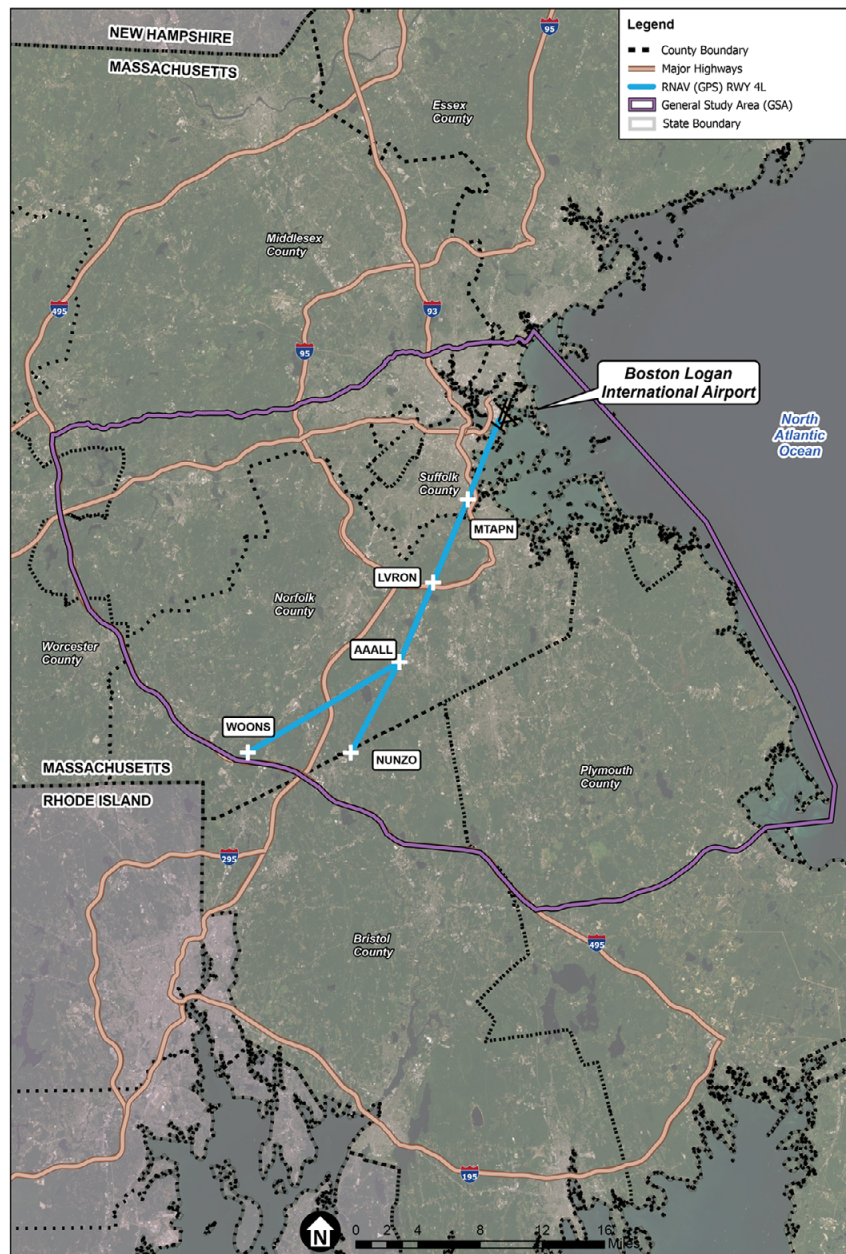 NEW HAMPSHIRE
MASSACHUSETTS
95
Legend
County Boundary
Major Highways
RNAV (GPS) RWY 4L
General Study Area (GSA)
State Boundary
Essex
County
Middlesex
County
495
93
95
Boston Logan
International Airport
North
Atlantic
Ocean
Suffolk
County
MTAPN
LVRON
Norfolk
County
Worcester
County
AAALL
WOONS
NUNZO
MASSACHUSETTS
RHODE ISLAND
Plymouth
County
295
Bristol
County
495
195
N
0 2 4 8 12 16
Miles